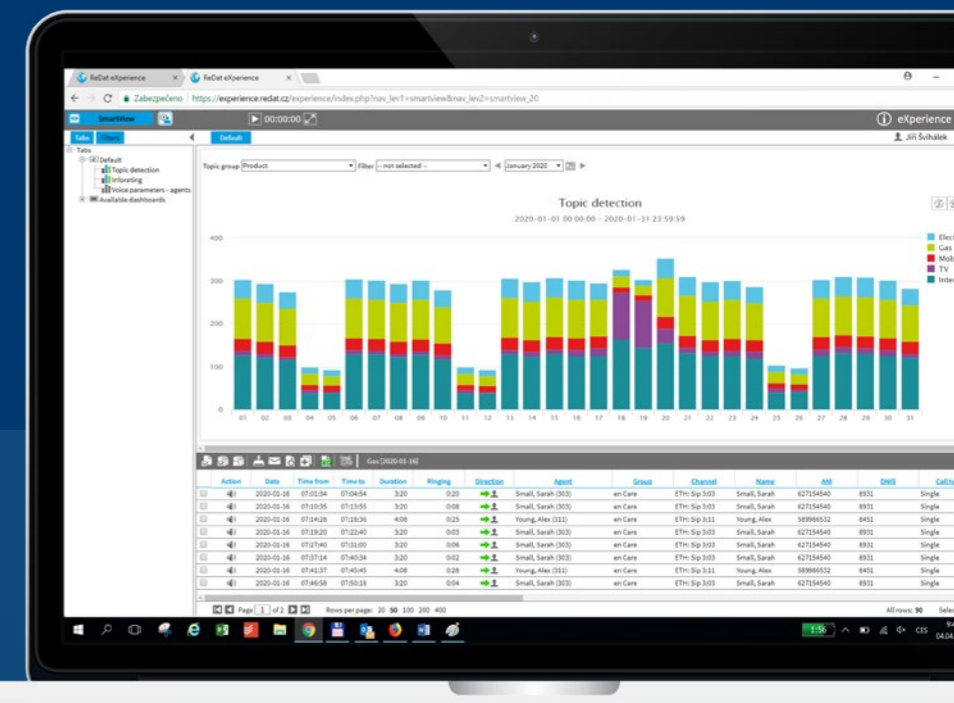 ReDat eXperience
ReDat eXperience
Zabezpečeno https://experience.redat.cz/experience/index.php?nav_lev1=smartview&nav_lev2=smartview_20
SmartView 00:00:00 eXperience
Tabs Filters Default Jiří Švihálek
Tabs
Default
Topic detection
Inforating
Voice parameters - agents
Available dashboards
Topic group Product Filter -- not selected -- January 2020
Topic detection
2020-01-01 00:00:00 - 2020-01-31 23:59:59
400
300
200
100
0
Elect
Gas
Mob
TV
Inter
01 02 03 04 05 06 07 08 09 10 11 12 13 14 15 16 17 18 19 20 21 22 23 24 25 26 27 28 29 30 31
Gas [2020-01-16]
Action Date Time from Time to Duration Ringing Direction Agent Group Channel Name ANI DNIS Call ty
2020-01-16 07:01:34 07:04:54 3:20 0:20 Small, Sarah (303) en Care ETH: Sip 3:03 Small, Sarah 627154540 8931 Single
2020-01-16 07:10:35 07:13:55 3:20 0:08 Small, Sarah (303) en Care ETH: Sip 3:03 Small, Sarah 627154540 8931 Single
2020-01-16 07:14:28 07:18:36 4:08 0:25 Young, Alex (311) en Care ETH: Sip 3:11 Young, Alex 589986532 8451 Single
2020-01-16 07:19:20 07:22:40 3:20 0:03 Small, Sarah (303) en Care ETH: Sip 3:03 Small, Sarah 627154540 8931 Single
2020-01-16 07:27:40 07:31:00 3:20 0:06 Small, Sarah (303) en Care ETH: Sip 3:03 Small, Sarah 627154540 8931 Single
2020-01-16 07:37:14 07:40:34 3:20 0:02 Small, Sarah (303) en Care ETH: Sip 3:03 Small, Sarah 627154540 8931 Single
2020-01-16 07:41:37 07:45:45 4:08 0:28 Young, Alex (311) en Care ETH: Sip 3:11 Young, Alex 589986532 8451 Single
2020-01-16 07:46:58 07:50:18 3:20 0:04 Small, Sarah (303) en Care ETH: Sip 3:03 Small, Sarah 627154540 8931 Single
Page 1 of 2 Rows per page: 20 50 100 200 400 All rows: 90 Selec
1:56 CES 04.04.